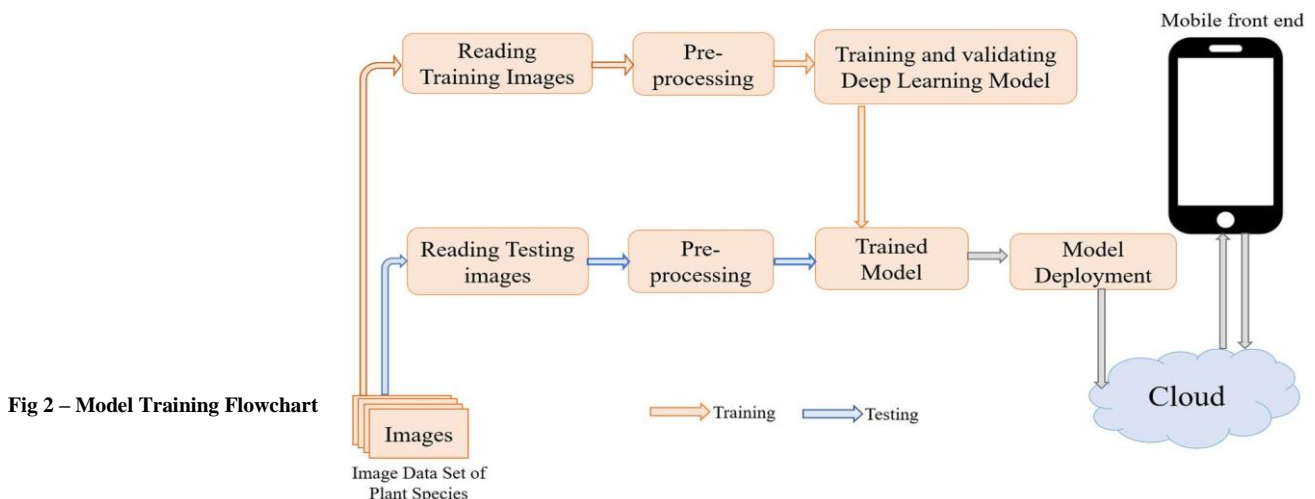 Mobile front end
Reading
Training Images
Pre-
processing
Training and validating
Deep Learning Model
Reading Testing
images
Pre-
processing
Trained
Model
Model
Deployment
Cloud
Fig 2 – Model Training Flowchart
Images
Training
Testing
Image Data Set of
Plant Species